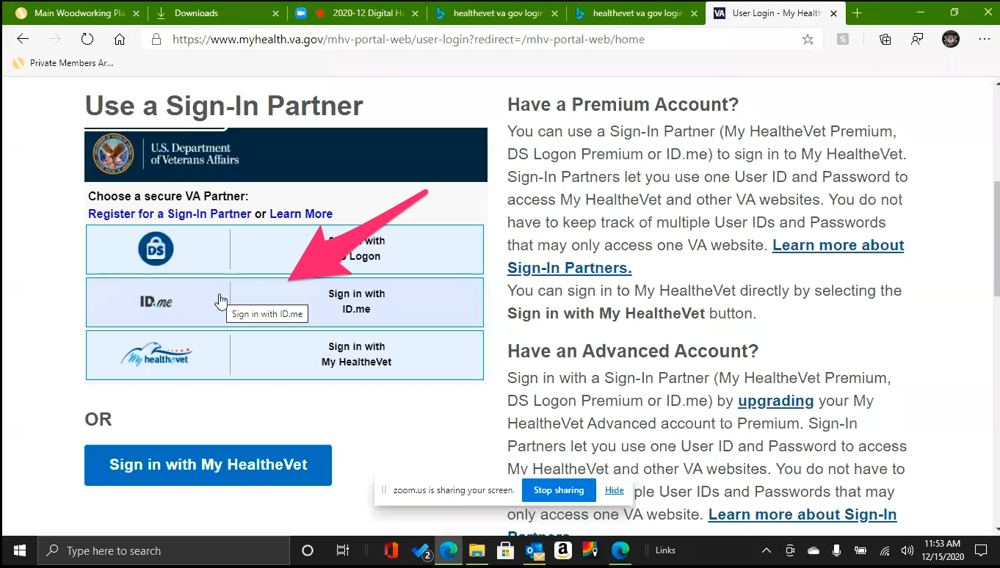 Main Woodworking Pla
Downloads
2020-12 Digital He
healthevet va gov login
healthevet va gov login
VA
User Login - My Health
https://www.myhealth.va.gov/mhv-portal-web/user-login?redirect=/mhv-portal-web/home
Private Members Ar...
Use a Sign-In Partner
U.S. Department
of Veterans Affairs
Choose a secure VA Partner:
Register for a Sign-In Partner or Learn More
DS
with
Logon
ID.me
Sign in with
ID.me
Sign in with ID.me
My healthevet
Sign in with
My HealtheVet
OR
Sign in with My HealtheVet
Have a Premium Account?
You can use a Sign-In Partner (My HealtheVet Premium,
DS Logon Premium or ID.me) to sign in to My HealtheVet.
Sign-In Partners let you use one User ID and Password to
access My HealtheVet and other VA websites. You do not
have to keep track of multiple User IDs and Passwords
that may only access one VA website. Learn more about
Sign-In Partners.
You can sign in to My HealtheVet directly by selecting the
Sign in with My HealtheVet button.
Have an Advanced Account?
Sign in with a Sign-In Partner (My HealtheVet Premium,
DS Logon Premium or ID.me) by upgrading your My
HealtheVet Advanced account to Premium. Sign-In
Partners let you use one User ID and Password to access
My HealtheVet and other VA websites. You do not have to
ple User IDs and Passwords that may
only access one VA website. Learn more about Sign-In
Partners
zoom.us is sharing your screen.
Stop sharing
Hide
Type here to search
2
Links
11:53 AM
12/15/2020